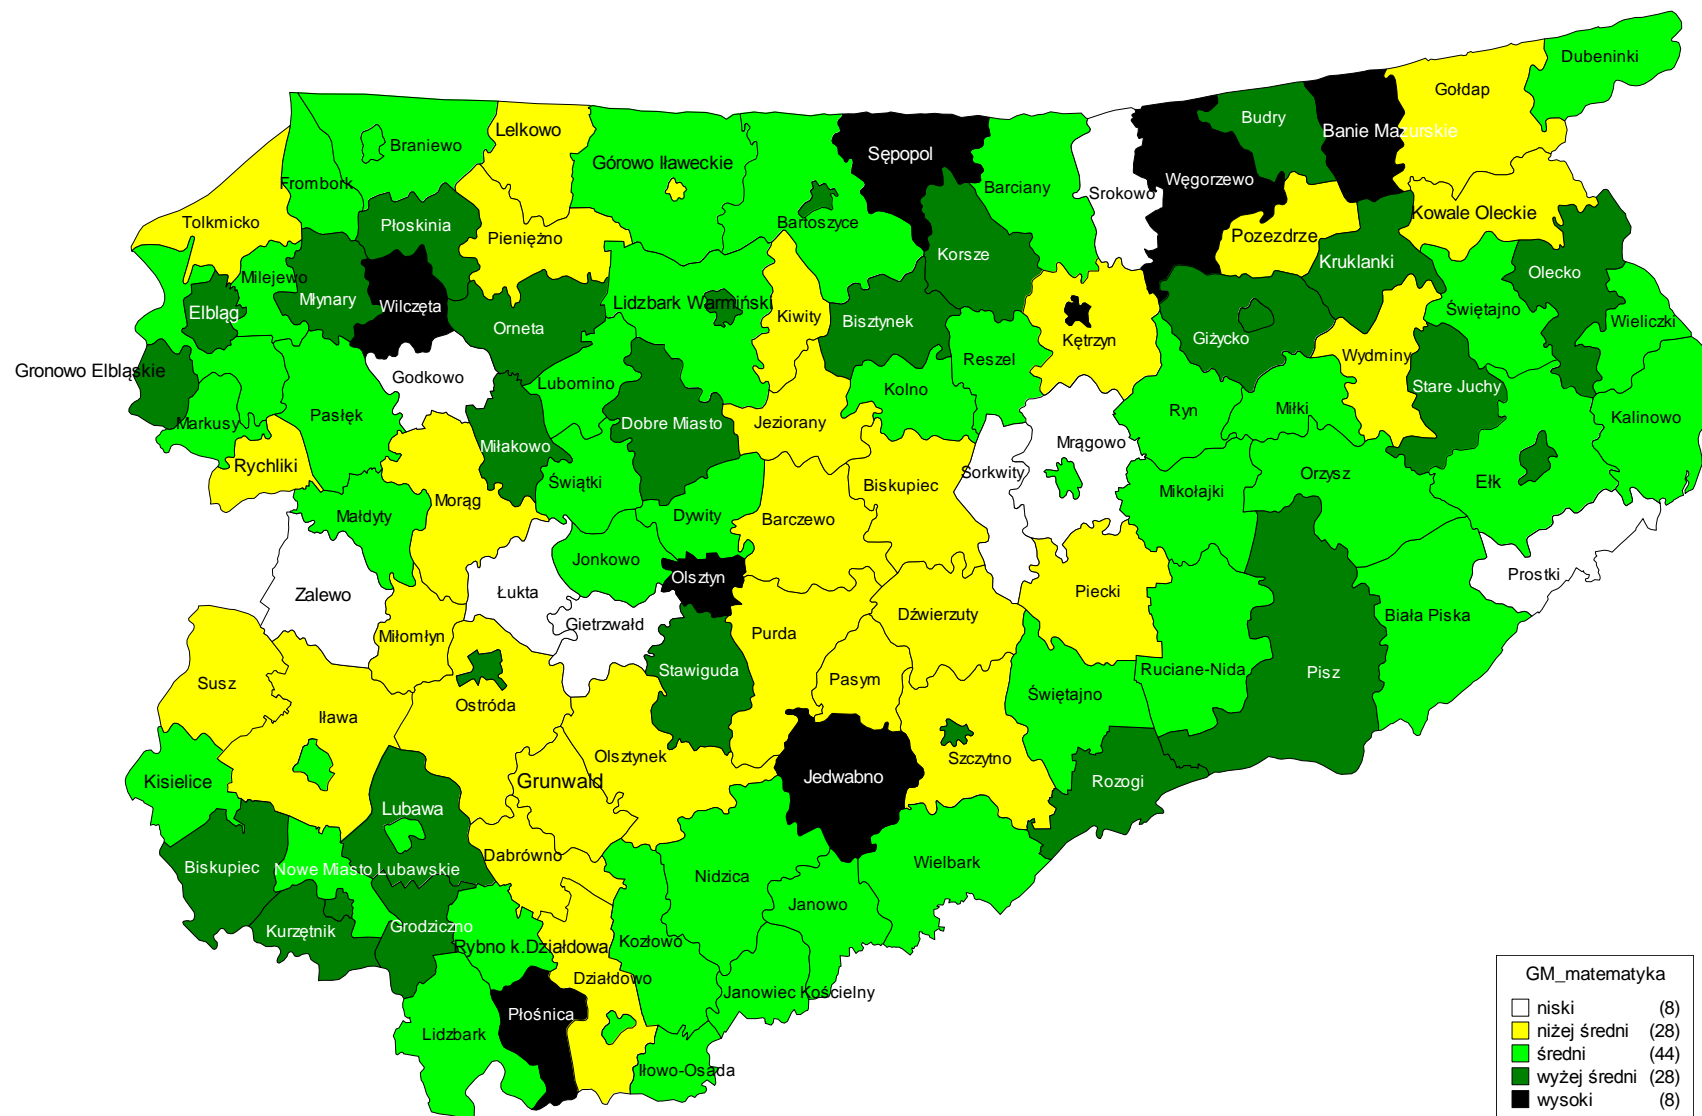 Dubeninki
Gołdap
Budry
Banie Mazurskie
Lelkowo
Braniewo
Górowo Iławeckie
Sępopol
Barciany
Srokowo
Węgorzewo
Frombork
Tolmicko
Płoskinia
Pieniężno
Bartoszyce
Kowale Oleckie
Pozezdrze
Korsze
Kruklanki
Olecko
Milejewo
Młynary
Wilczęta
Elbląg
Orneta
Lidzbark Warmiński
Kiwity
Bisztynek
Świętajno
Wieliczki
Kętrzyn
Giżycko
Wydminy
Reszel
Gronowo Elbląskie
Godkowo
Lubomino
Kolno
Stare Juchy
Markusy
Pasłęk
Dobre Miasto
Jeziorany
Ryn
Miłki
Kalinowo
Miłakowo
Mrągowo
Rychliki
Świątki
Sorkwity
Biskupiec
Mikołajki
Orzysz
Ełk
Morąg
Małdyty
Dywity
Barczewo
Jonkowo
Olsztyn
Prostki
Zalewo
Łukta
Piecki
Gietrzwałd
Dźwierzuty
Biała Piska
Miłomłyn
Purda
Susz
Stawiguda
Pasym
Ruciane-Nida
Pisz
Świętajno
Iława
Ostróda
Olsztynek
Szczytno
Kisielice
Grunwald
Jedwabno
Rozogi
Lubawa
Dabrówno
Biskupiec
Nowe Miasto Lubawskie
Nidzica
Wielbark
Janowo
Kurzętnik
Grodziczno
Rybno k.Działdowa
Kozłowo
Działdowo
Janowiec Kościelny
Płośnica
Lidzbark
Iłowo-Osada
GM_matematyka
niski (8)
niżej średni (28)
średni (44)
wyżej średni (28)
wysoki (8)